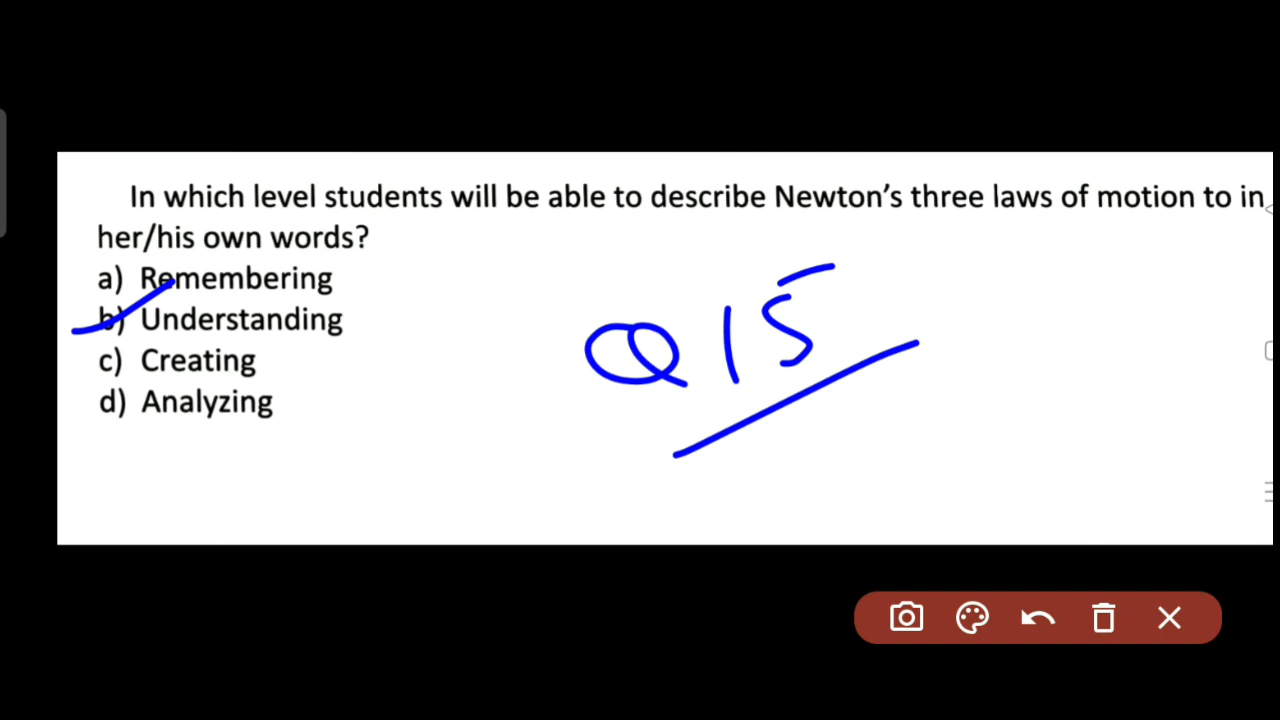 In which level students will be able to describe Newton's three laws of motion to in
her/his own words?
a) Remembering
b) Understanding
c) Creating
d) Analyzing
Q15